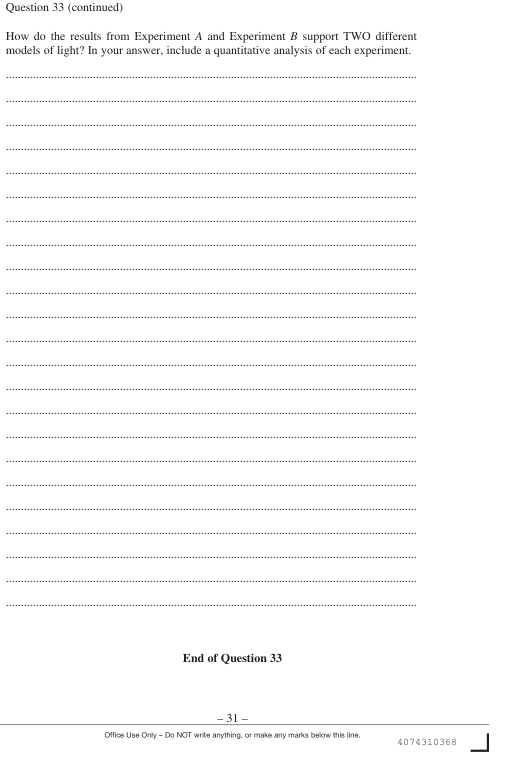 Question 33 (continued)
How do the results from Experiment A and Experiment B support TWO different
models of light? In your answer, include a quantitative analysis of each experiment.
End of Question 33
– 31 –
Office Use Only – Do NOT write anything, or make any marks below this line.
4074310368